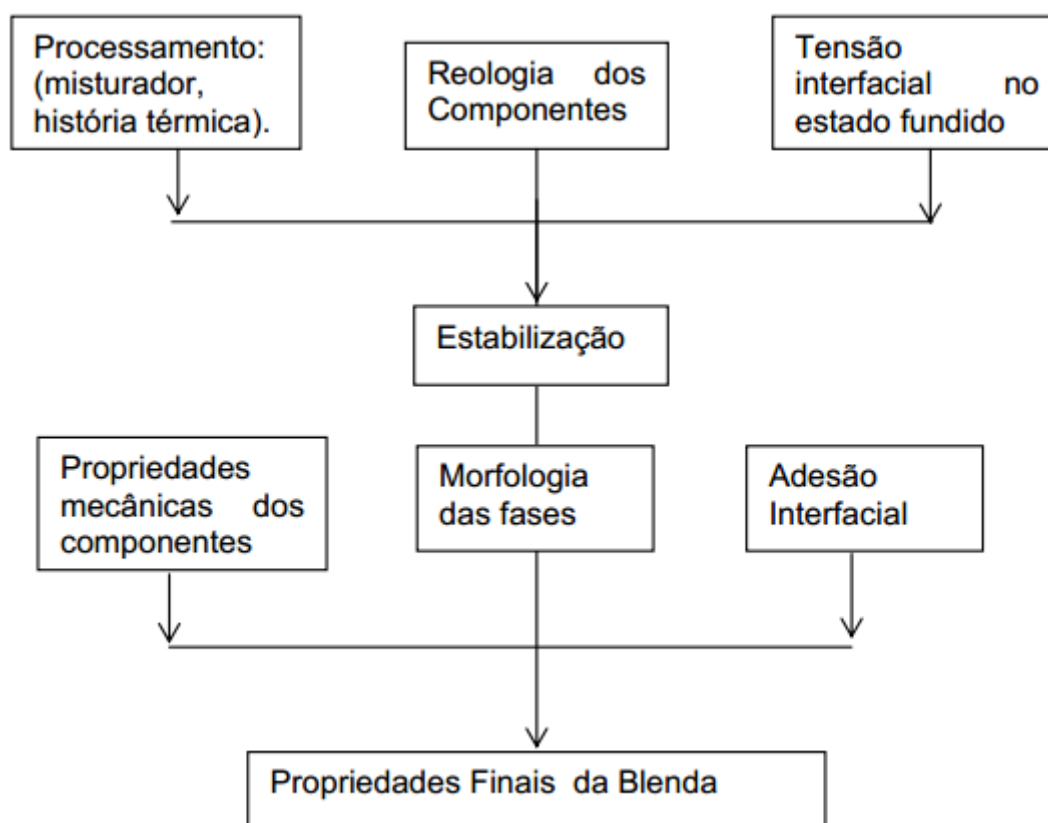 Processamento:
(misturador,
história térmica).
Reologia dos
Componentes
Tensão
interfacial no
estado fundido
Estabilização
Propriedades
mecânicas dos
componentes
Morfologia
das fases
Adesão
Interfacial
Propriedades Finais da Blenda